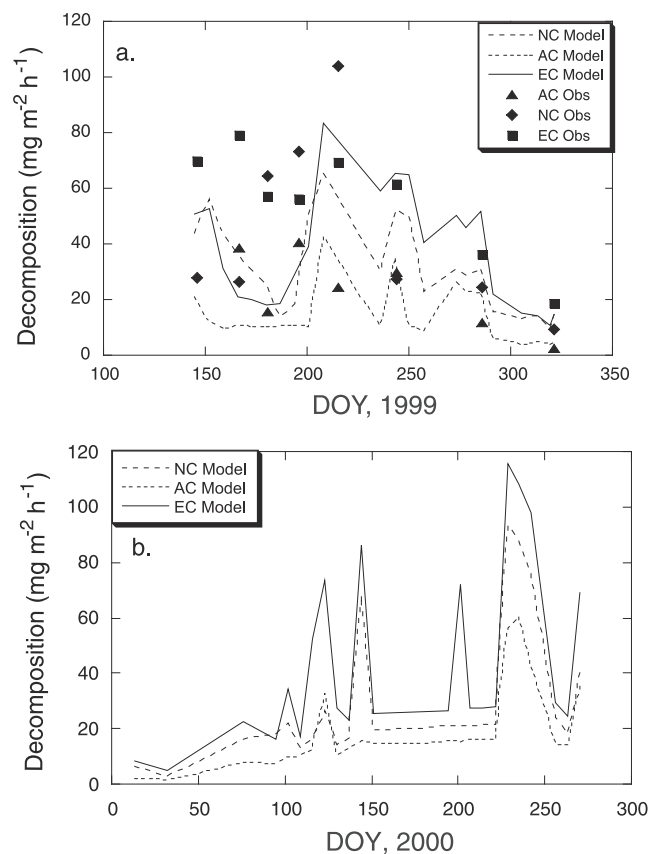 a.
NC Model
AC Model
EC Model
AC Obs
NC Obs
EC Obs
Decomposition (mg m⁻² h⁻¹)
120
100
80
60
40
20
0
100 150 200 250 300 350
DOY, 1999
b.
NC Model
AC Model
EC Model
Decomposition (mg m⁻² h⁻¹)
120
100
80
60
40
20
0
0 50 100 150 200 250 300
DOY, 2000